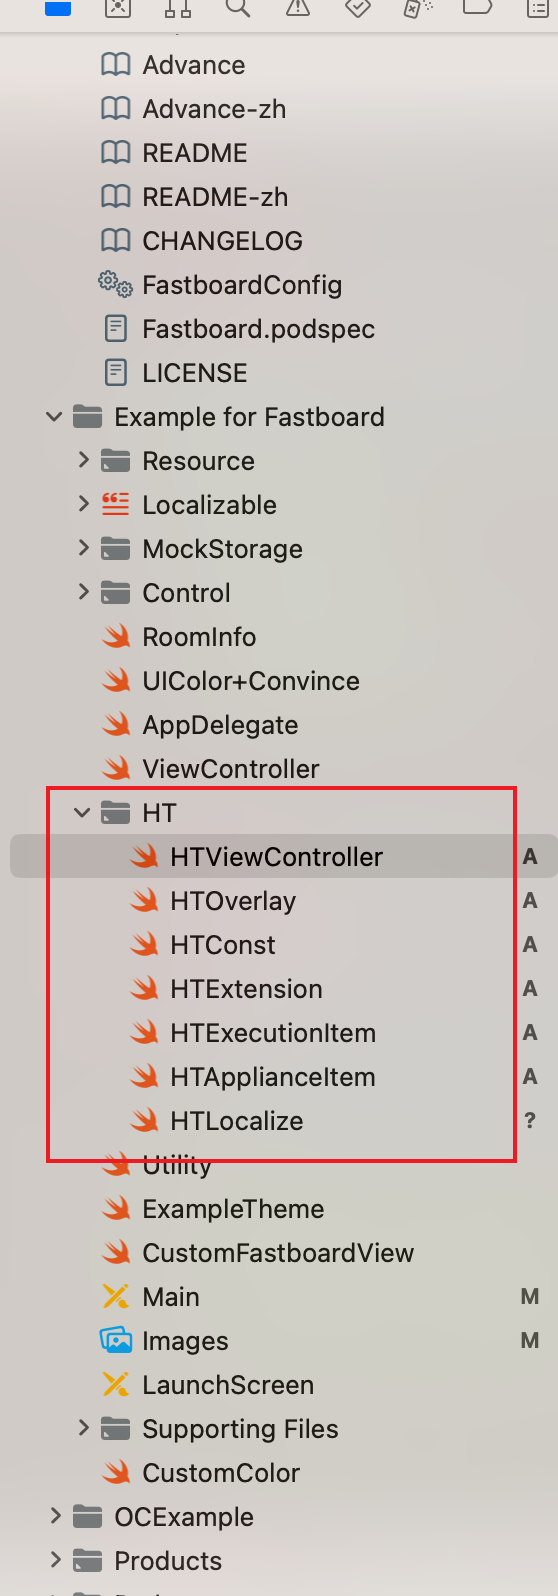 Advance
Advance-zh
README
README-zh
CHANGELOG
FastboardConfig
Fastboard.podspec
LICENSE
Example for Fastboard
Resource
Localizable
MockStorage
Control
RoomInfo
UIColor+Convince
AppDelegate
ViewController
HT
HTViewController A
HTOverlay A
HTConst A
HTExtension A
HTExecutionItem A
HTApplianceItem A
HTLocalize ?
Utility
ExampleTheme
CustomFastboardView
Main M
Images M
LaunchScreen
Supporting Files
CustomColor
OCExample
Products